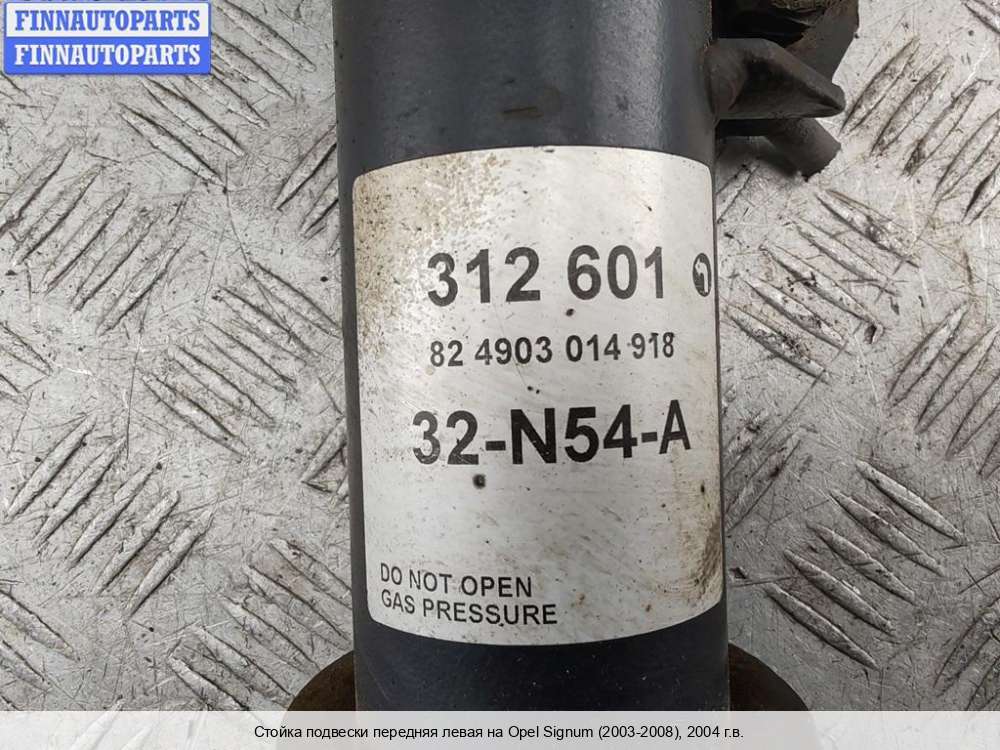 FINNAUTOPARTS
FINNAUTOPARTS
312 601
82 4903 014 918
32-N54-A
DO NOT OPEN
GAS PRESSURE
Стойка подвески передняя левая на Opel Signum (2003-2008), 2004 г.в.